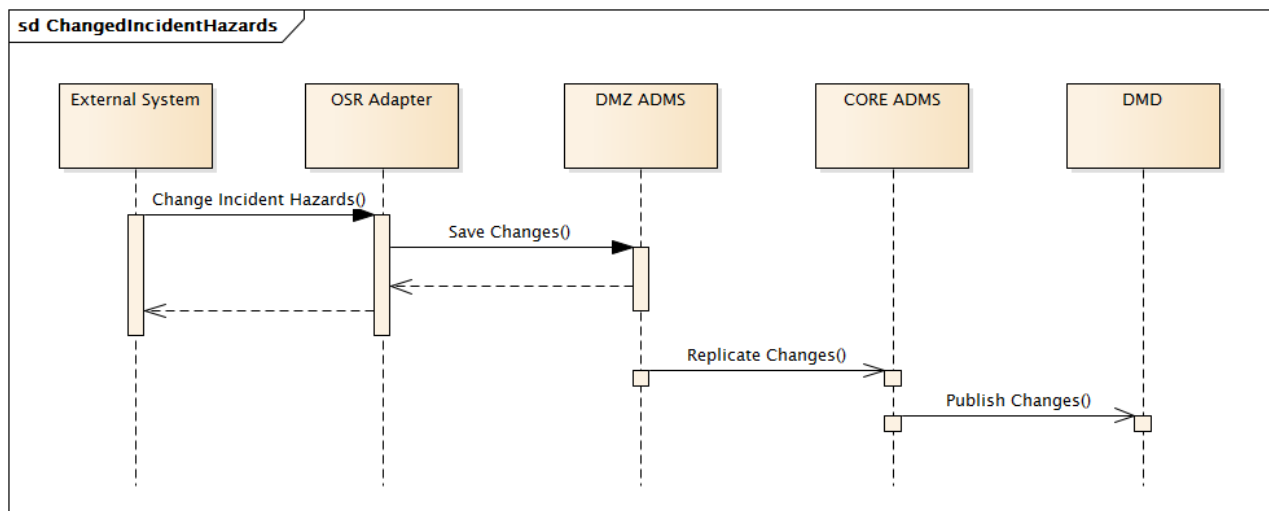 sd ChangedIncidentHazards
External System
OSR Adapter
DMZ ADMS
CORE ADMS
DMD
Change Incident Hazards()
Save Changes()
Replicate Changes()
Publish Changes()